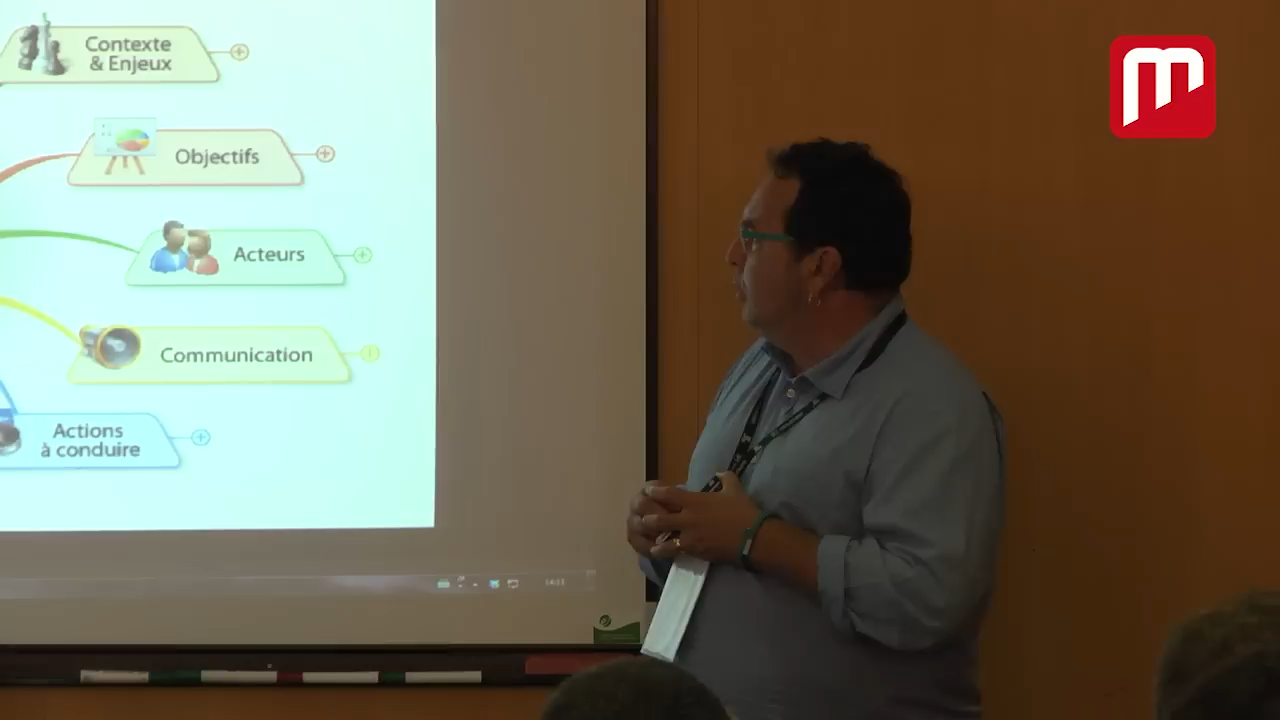 Contexte
& Enjeux
Objectifs
Acteurs
Communication
Actions
à conduire